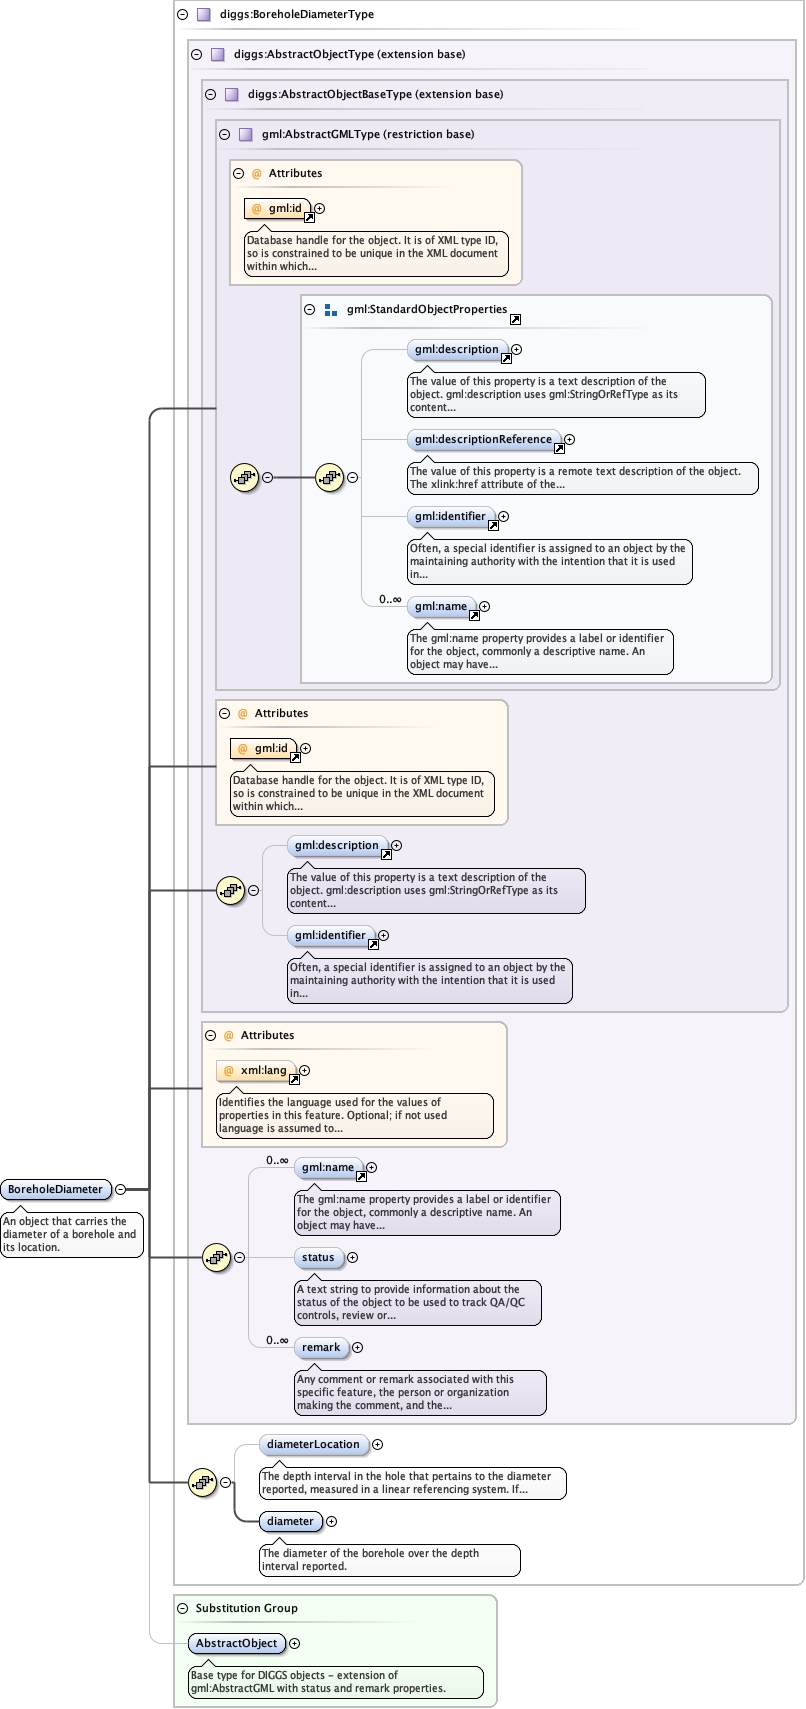 diggs:BoreholeDiameterType
diggs:AbstractObjectType (extension base)
diggs:AbstractObjectBaseType (extension base)
gml:AbstractGMLType (restriction base)
@ Attributes
@ gml:id
Database handle for the object. It is of XML type ID,
so is constrained to be unique in the XML document
within which...
gml:StandardObjectProperties
gml:description
The value of this property is a text description of the
object. gml:description uses gml:StringOrRefType as its
content...
gml:descriptionReference
The value of this property is a remote text description of the object.
The xlink:href attribute of the...
gml:identifier
Often, a special identifier is assigned to an object by the
maintaining authority with the intention that it is used
in...
0..∞
gml:name
The gml:name property provides a label or identifier
for the object, commonly a descriptive name. An
object may have...
@ Attributes
@ gml:id
Database handle for the object. It is of XML type ID,
so is constrained to be unique in the XML document
within which...
gml:description
The value of this property is a text description of the
object. gml:description uses gml:StringOrRefType as its
content...
gml:identifier
Often, a special identifier is assigned to an object by the
maintaining authority with the intention that it is used
in...
@ Attributes
@ xml:lang
Identifies the language used for the values of
properties in this feature. Optional; if not used
language is assumed to...
0..∞
gml:name
The gml:name property provides a label or identifier
for the object, commonly a descriptive name. An
object may have...
BoreholeDiameter
An object that carries the
diameter of a borehole and
its location.
status
A text string to provide information about the
status of the object to be used to track QA/QC
controls, review or...
0..∞
remark
Any comment or remark associated with this
specific feature, the person or organization
making the comment, and the...
diameterLocation
The depth interval in the hole that pertains to the diameter
reported, measured in a linear referencing system. If...
diameter
The diameter of the borehole over the depth
interval reported.
Substitution Group
AbstractObject
Base type for DIGGS objects - extension of
gml:AbstractGML with status and remark properties.